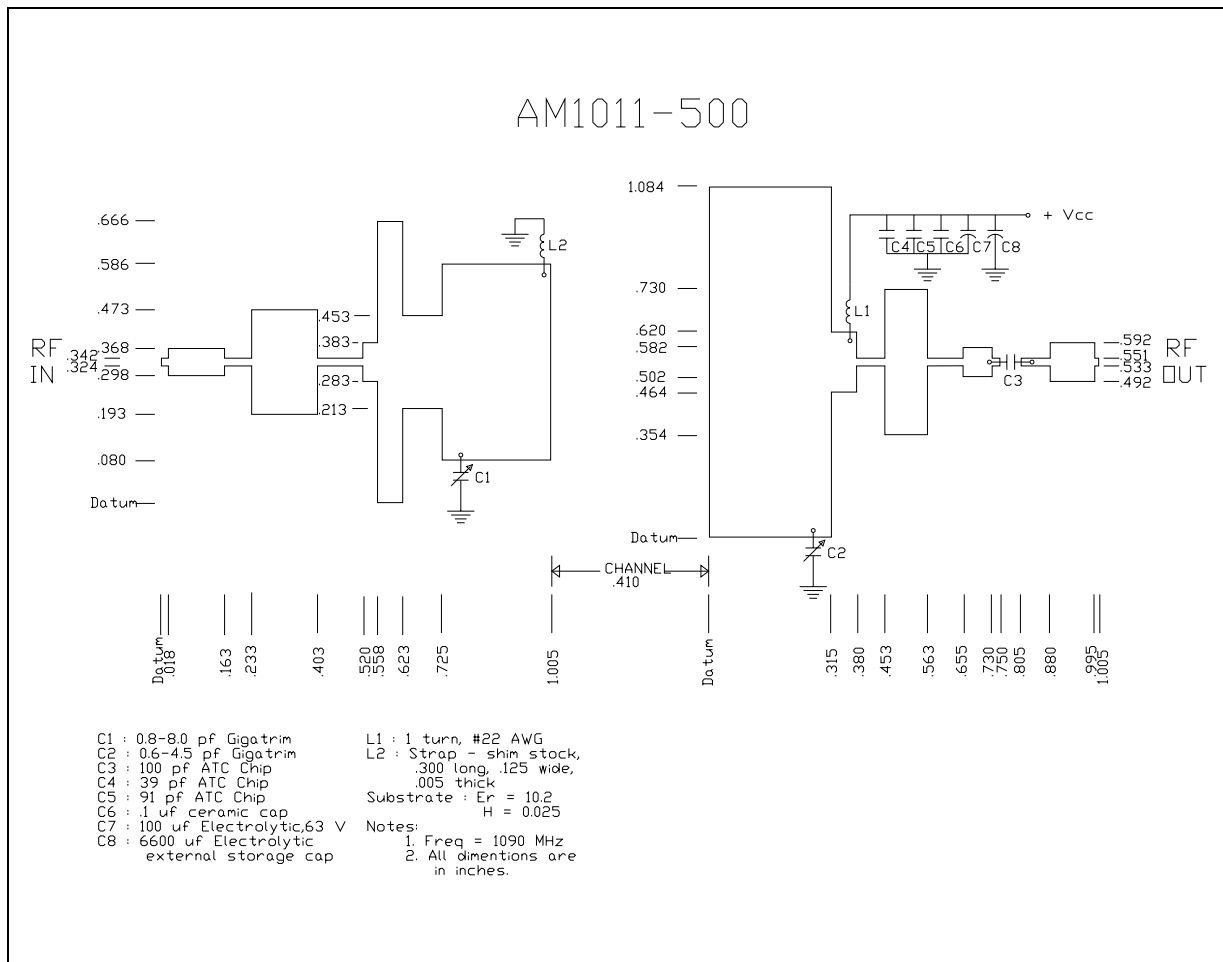 AM1011-500
.666
.586
.473
.368
.342
.324
.298
.193
.080
Datum
RF
IN
.453
.383
.283
.213
L2
C1
1.084
.730
.620
.582
.502
.464
.354
Datum
+ Vcc
C4
C5
C6
C7
C8
L1
C3
C2
.592
.551
.533
.492
RF
OUT
CHANNEL
.410
Datum
.018
.163
.233
.403
.520
.558
.623
.725
1.005
Datum
.315
.380
.453
.563
.655
.730
.750
.805
.880
.995
1.005
C1 : 0.8-8.0 pf Gigatrim
C2 : 0.6-4.5 pf Gigatrim
C3 : 100 pf ATC Chip
C4 : 39 pf ATC Chip
C5 : 91 pf ATC Chip
C6 : .1 uf ceramic cap
C7 : 100 uf Electrolytic,63 V
C8 : 6600 uf Electrolytic
external storage cap
L1 : 1 turn, #22 AWG
L2 : Strap - shim stock,
.300 long, .125 wide,
.005 thick
Substrate : Er = 10.2
H = 0.025
Notes:
1. Freq = 1090 MHz
2. All dimentions are
in inches.